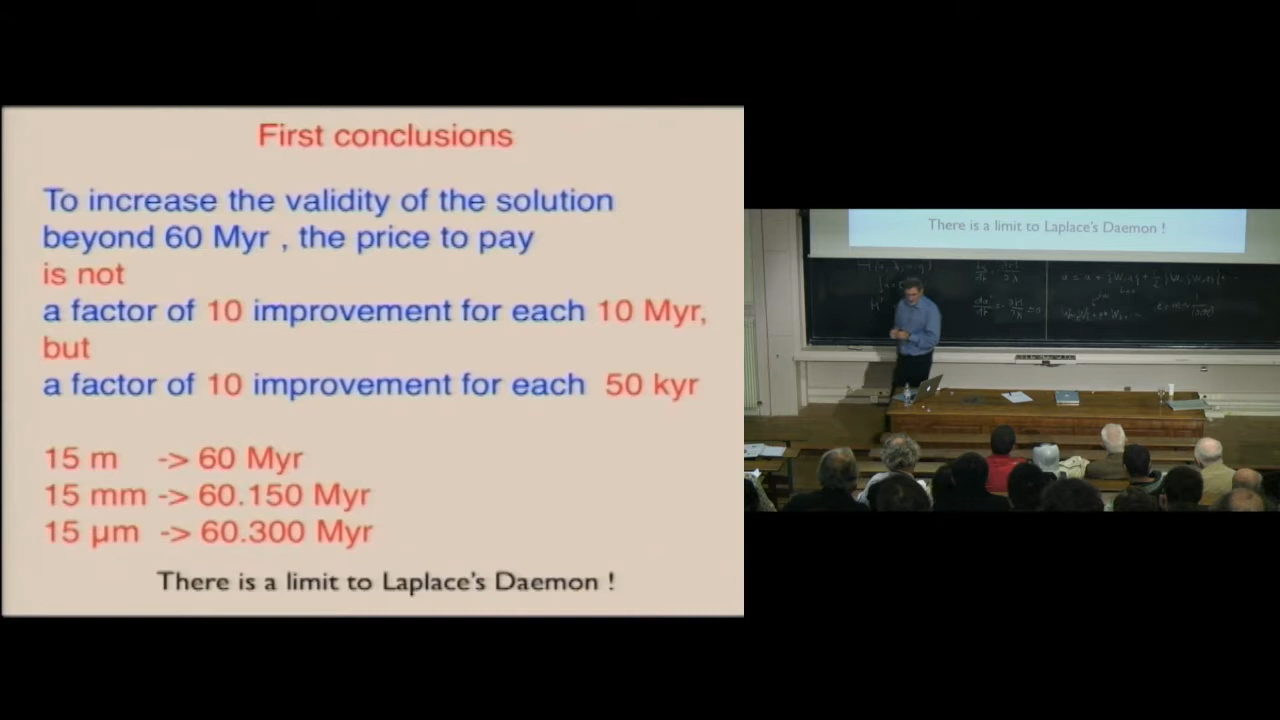 First conclusions
To increase the validity of the solution
beyond 60 Myr , the price to pay
is not
a factor of 10 improvement for each 10 Myr,
but
a factor of 10 improvement for each 50 kyr
15 m -> 60 Myr
15 mm -> 60.150 Myr
15 µm -> 60.300 Myr
There is a limit to Laplace's Daemon !
There is a limit to Laplace's Daemon !